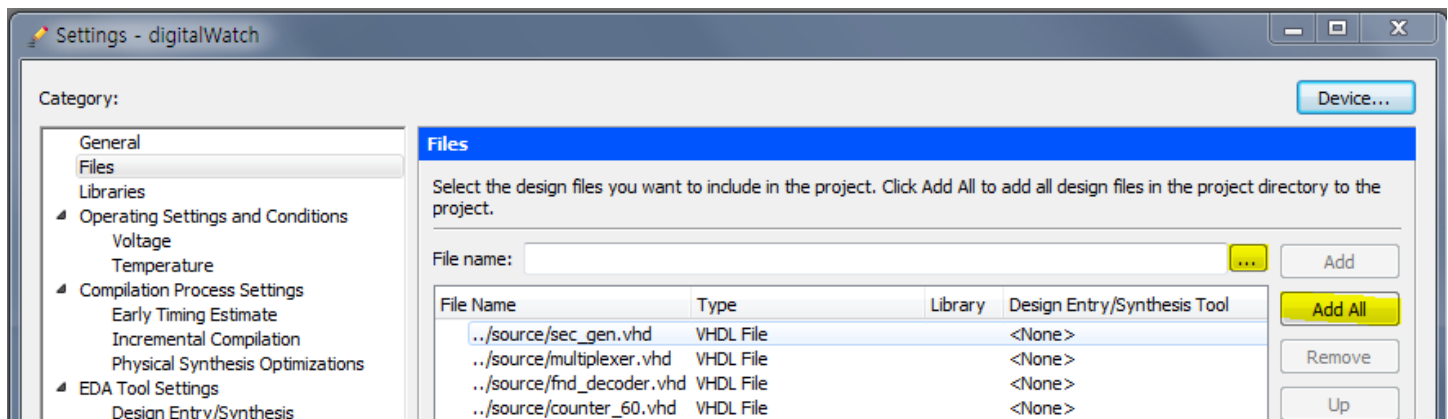 Settings - digitalWatch
Category:
Device...
General
Files
Libraries
Operating Settings and Conditions
Voltage
Temperature
Compilation Process Settings
Early Timing Estimate
Incremental Compilation
Physical Synthesis Optimizations
EDA Tool Settings
Design Entry/Synthesis
Files
Select the design files you want to include in the project. Click Add All to add all design files in the project directory to the
project.
File name:
...
Add
File Name Type Library Design Entry/Synthesis Tool
Add All
../source/sec_gen.vhd VHDL File <None>
../source/multiplexer.vhd VHDL File <None>
Remove
../source/fnd_decoder.vhd VHDL File <None>
../source/counter_60.vhd VHDL File <None>
Up